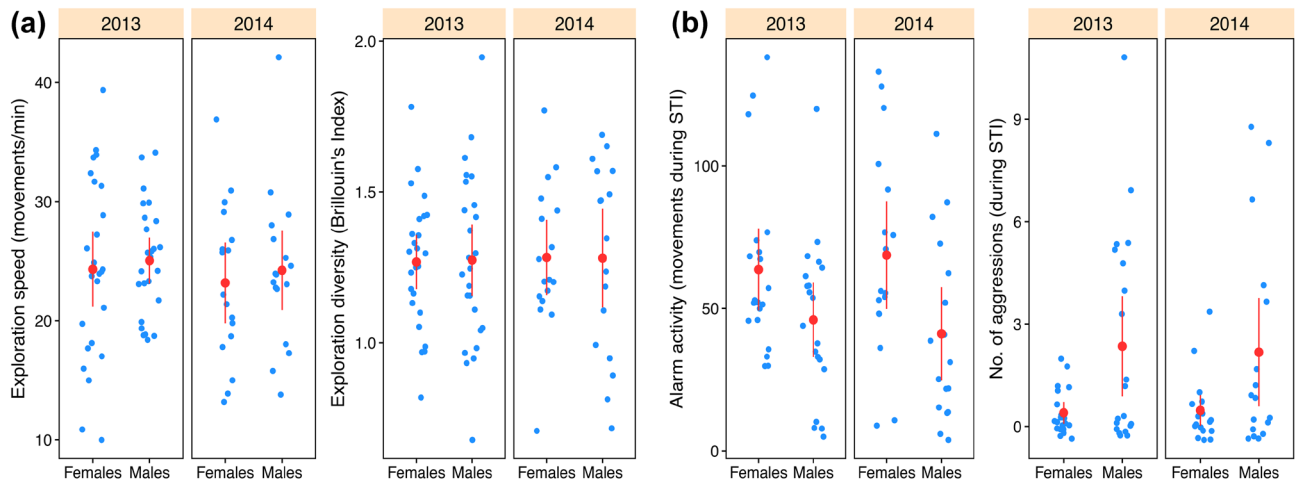 (a)
2013
2014
Exploration speed (movements/min)
40
30
20
10
Females
Males
Females
Males
2013
2014
Exploration diversity (Brillouin's Index)
2.0
1.5
1.0
Females
Males
Females
Males
(b)
2013
2014
Alarm activity (movements during STI)
100
50
0
Females
Males
Females
Males
2013
2014
No. of aggressions (during STI)
9
6
3
0
Females
Males
Females
Males